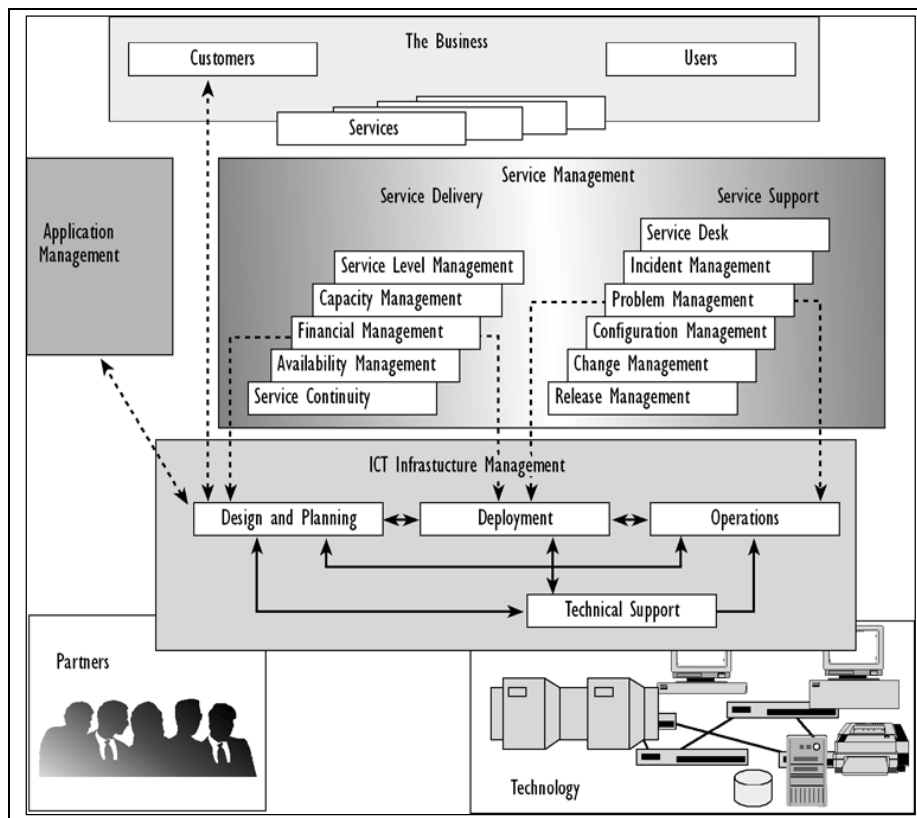 The Business
Customers
Users
Services
Service Management
Service Delivery
Service Support
Application
Management
Service Desk
Service Level Management
Incident Management
Capacity Management
Problem Management
Financial Management
Configuration Management
Availability Management
Change Management
Service Continuity
Release Management
ICT Infrastucture Management
Design and Planning
Deployment
Operations
Technical Support
Partners
Technology